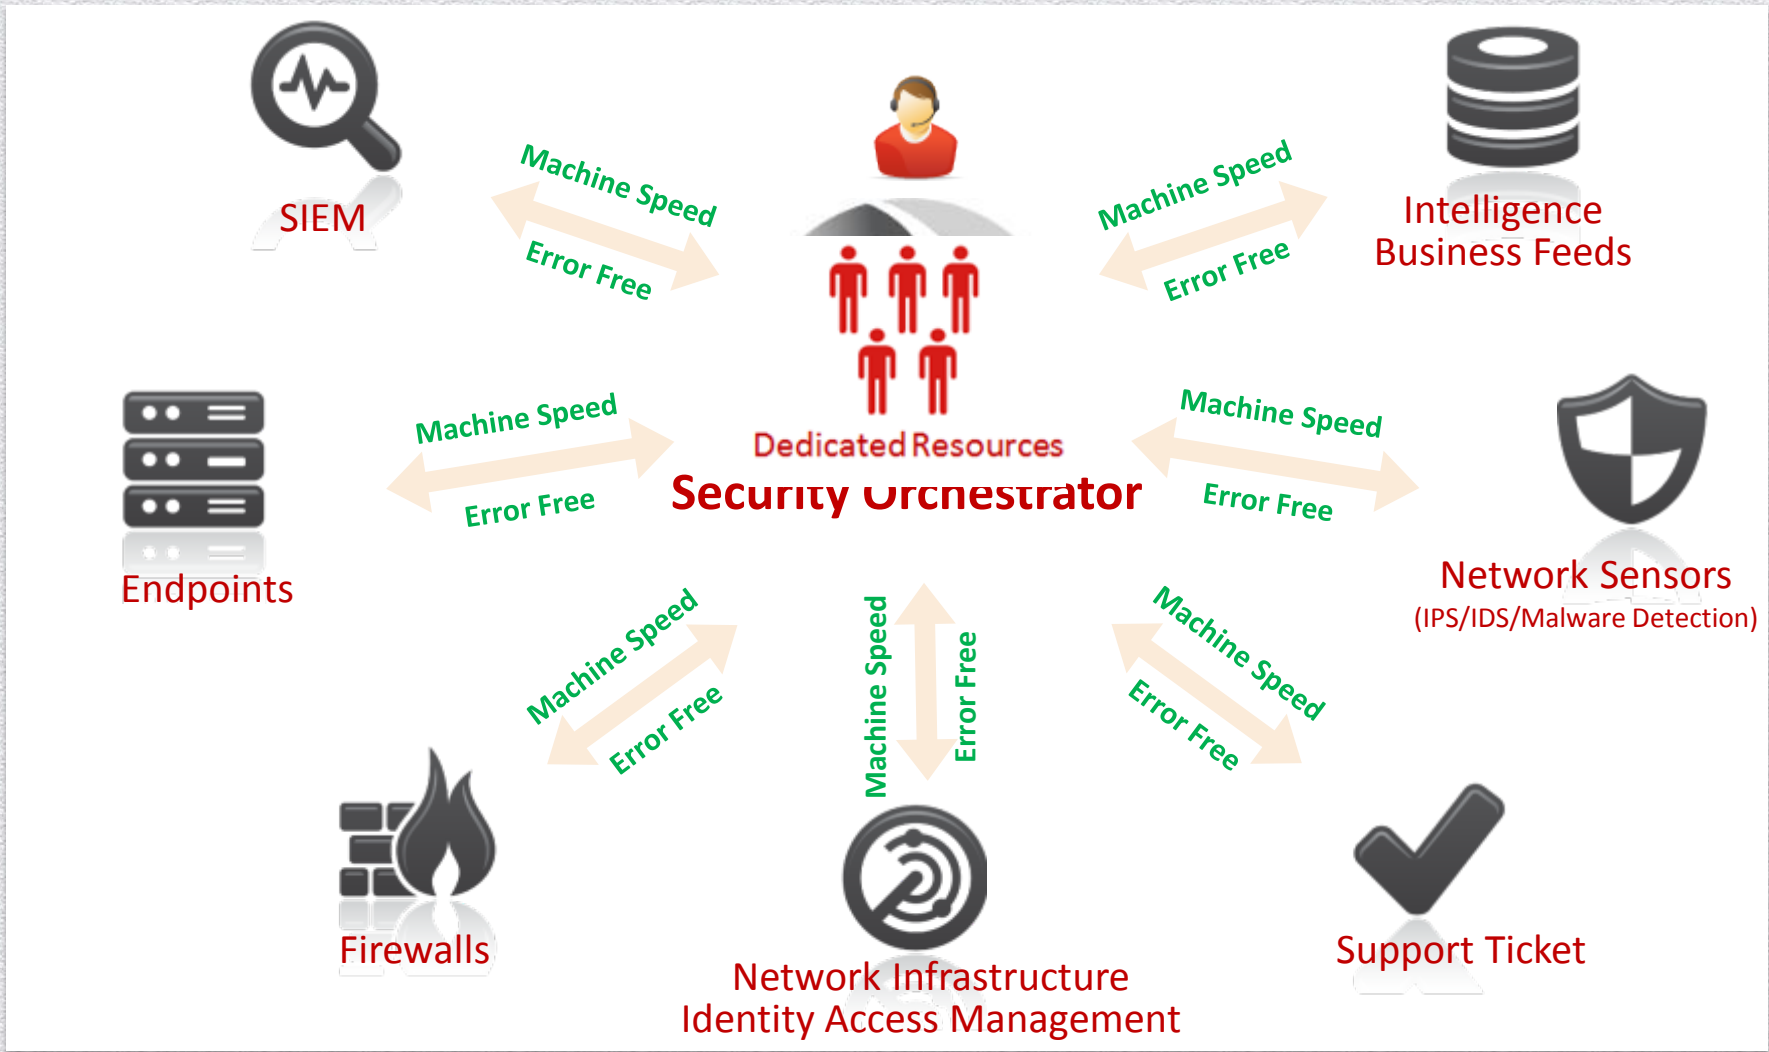 SIEM
Machine Speed
Error Free
Machine Speed
Error Free
Intelligence
Business Feeds
Endpoints
Machine Speed
Error Free
Dedicated Resources
Security Orchestrator
Machine Speed
Error Free
Network Sensors
(IPS/IDS/Malware Detection)
Machine Speed
Error Free
Firewalls
Machine Speed
Error Free
Network Infrastructure
Identity Access Management
Machine Speed
Error Free
Support Ticket